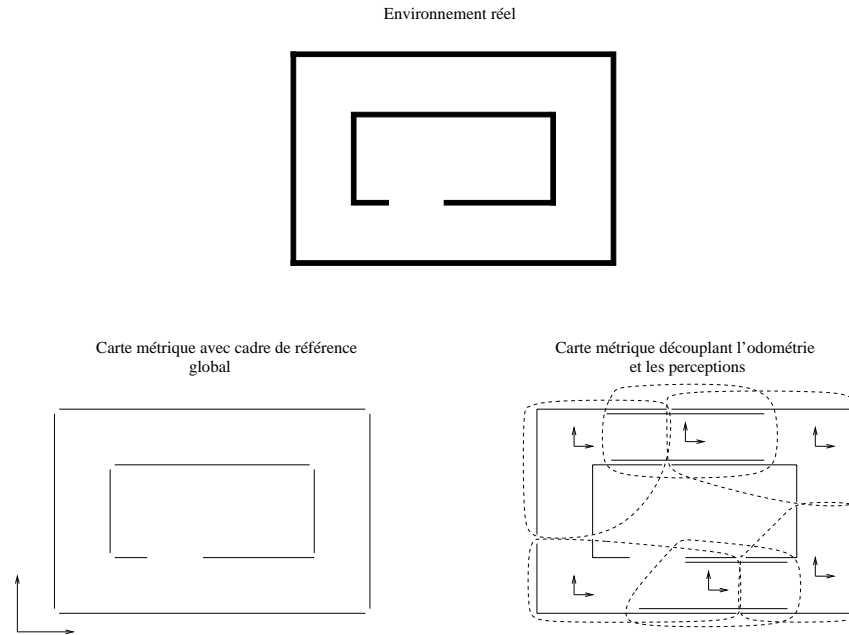 Environnement réel
Carte métrique avec cadre de référence
global
Carte métrique découplant l'odométrie
et les perceptions